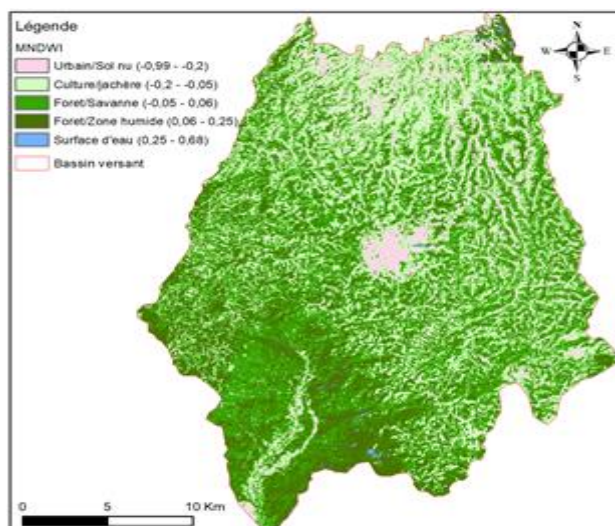 Légende
MNDWI
Urbain/Sol nu (-0,99 - -0,2)
Culture/jachère (-0,2 - -0,05)
Foret/Savanne (-0,05 - 0,06)
Foret/Zone humide (0,06 - 0,25)
Surface d'eau (0,25 - 0,68)
Bassin versant
N
W E
S
0 5 10 Km